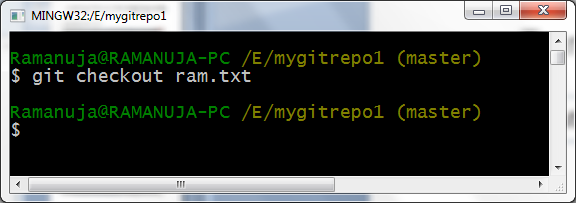 MINGW32:/E/mygitrepo1
Ramanuja@RAMANUJA-PC /E/mygitrepo1 (master)
$ git checkout ram.txt
Ramanuja@RAMANUJA-PC /E/mygitrepo1 (master)
$